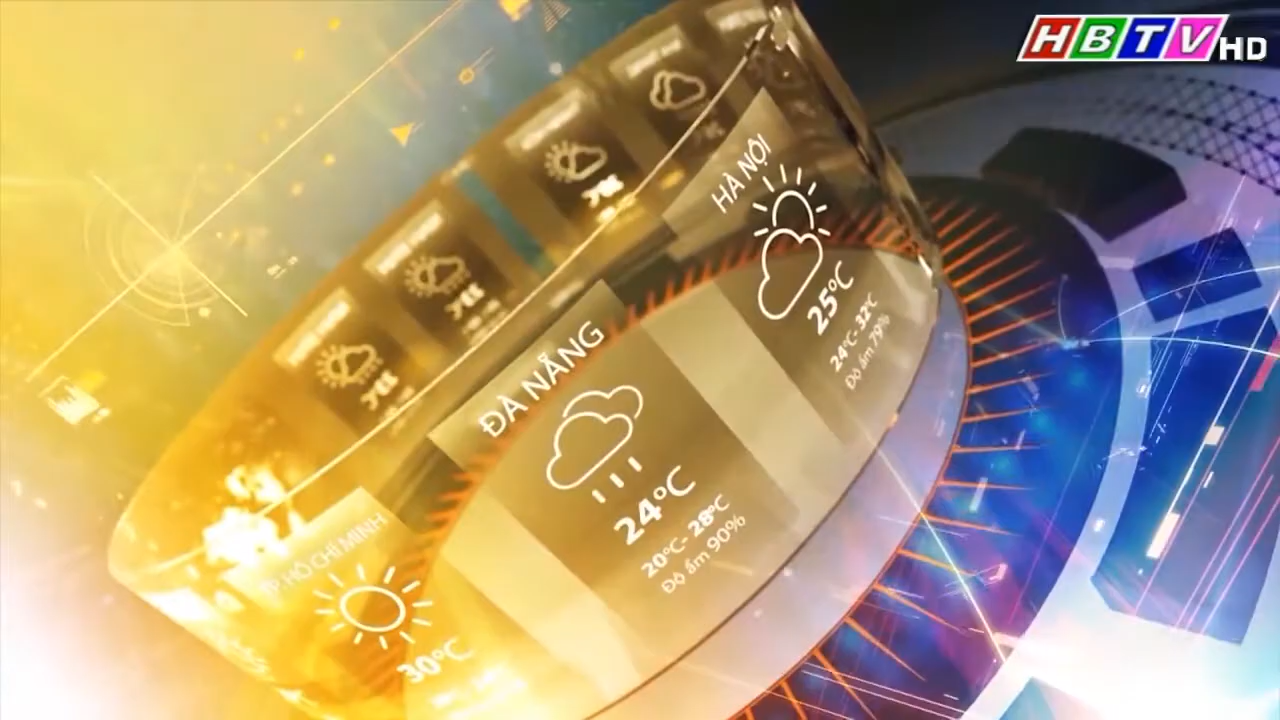 HBTV HD
HÀ NỘI
25°C
24°C- 32°C
Độ ẩm 79%
ĐÀ NẴNG
24°C
20°C- 28°C
Độ ẩm 90%
TP. HỒ CHÍ MINH
30°C